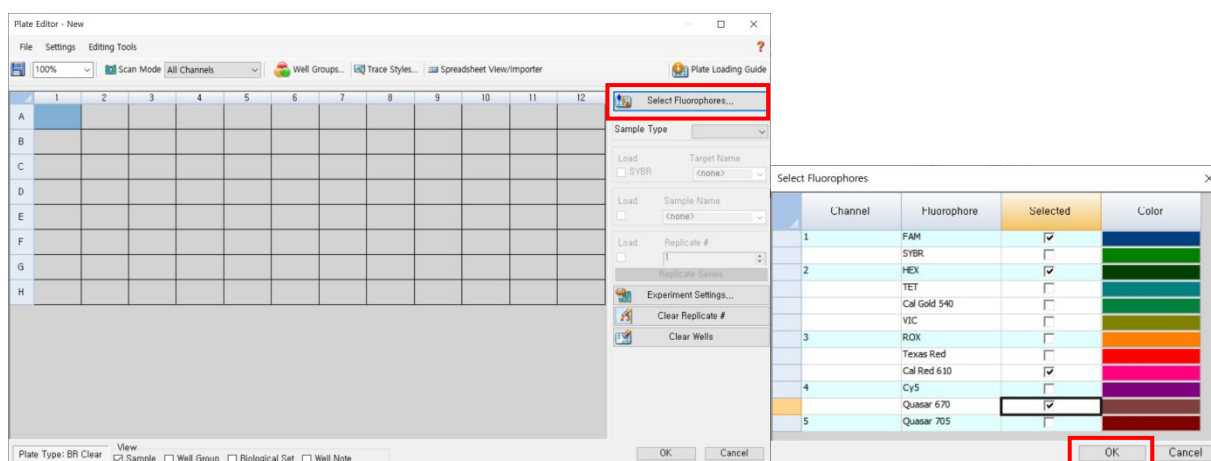 Plate Editor - New
File Settings Editing Tools ?
100% Scan Mode All Channels Well Groups... Trace Styles... Spreadsheet View/Importer Plate Loading Guide
1 2 3 4 5 6 7 8 9 10 11 12
A
B
C
D
E
F
G
H
Select Fluorophores...
Sample Type
Load Target Name
SYBR <none>
Load Sample Name
<none>
Load Replicate #
1
Replicate Series
Experiment Settings...
Clear Replicate #
Clear Wells
Plate Type: BR Clear
View
Sample Well Group Biological Set Well Note
OK Cancel
Select Fluorophores
Channel Fluorophore Selected Color
1 FAM
SYBR
2 HEX
TET
Cal Gold 540
VIC
3 ROX
Texas Red
Cal Red 610
4 Cy5
Quasar 670
5 Quasar 705
OK Cancel